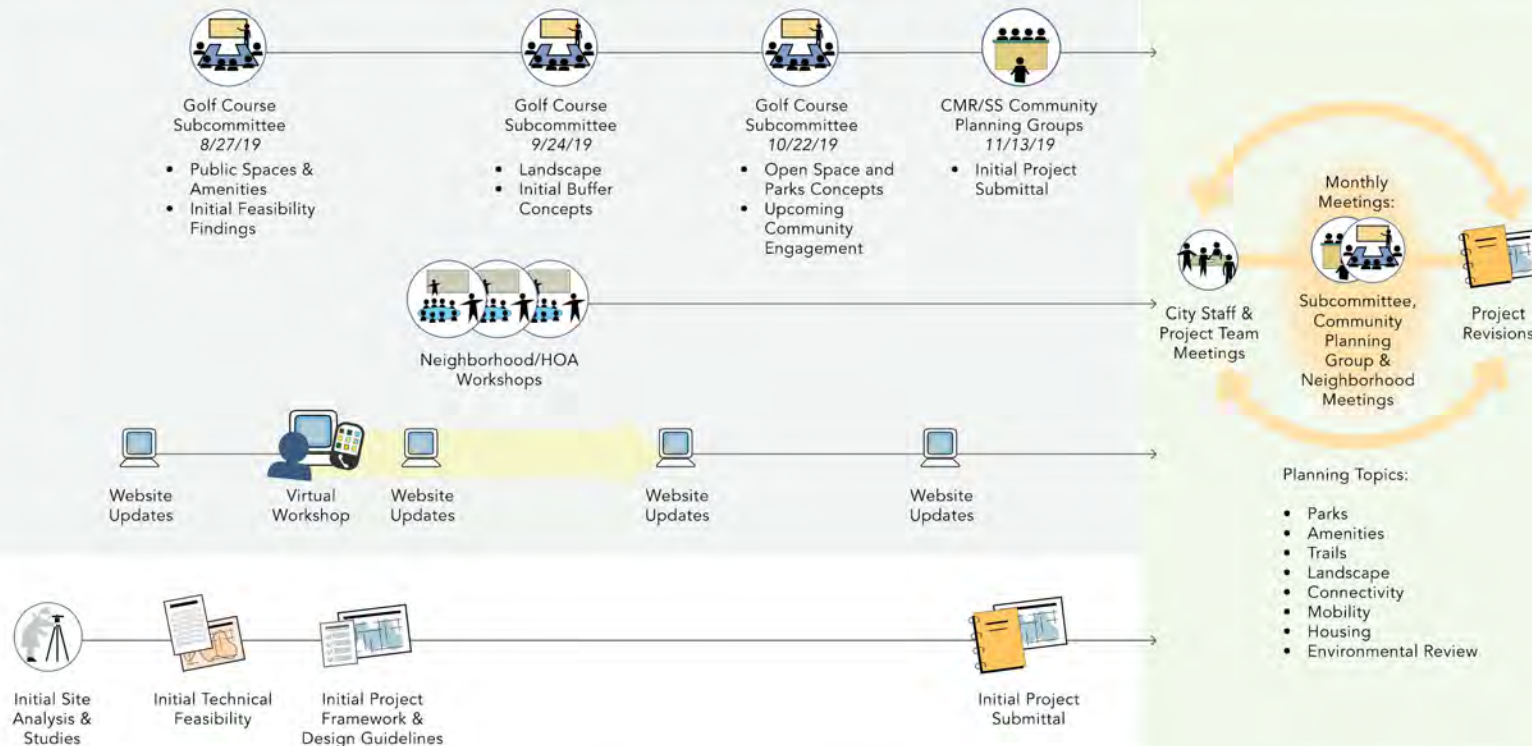 Golf Course
Subcommittee
8/27/19
• Public Spaces &
Amenities
• Initial Feasibility
Findings
Golf Course
Subcommittee
9/24/19
• Landscape
• Initial Buffer
Concepts
Golf Course
Subcommittee
10/22/19
• Open Space and
Parks Concepts
• Upcoming
Community
Engagement
CMR/SS Community
Planning Groups
11/13/19
• Initial Project
Submittal
Neighborhood/HOA
Workshops
Website
Updates
Virtual
Workshop
Website
Updates
Website
Updates
Website
Updates
Initial Site
Analysis &
Studies
Initial Technical
Feasibility
Initial Project
Framework &
Design Guidelines
Initial Project
Submittal
Monthly
Meetings:
City Staff &
Project Team
Meetings
Subcommittee,
Community
Planning
Group &
Neighborhood
Meetings
Project
Revisions
Planning Topics:
• Parks
• Amenities
• Trails
• Landscape
• Connectivity
• Mobility
• Housing
• Environmental Review